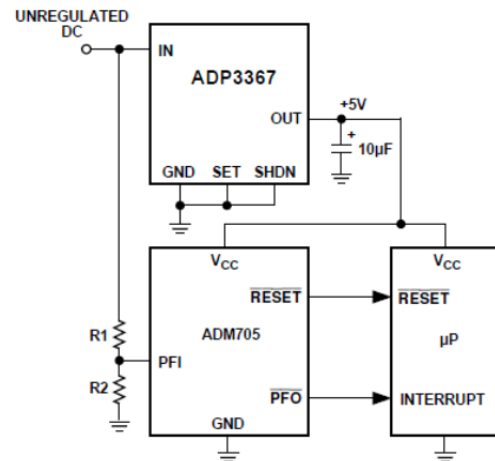 UNREGULATED
DC
IN
ADP3367
OUT
+5V
+
10µF
GND SET SHDN
VCC
VCC
RESET
RESET
R1
ADM705
µP
PFI
R2
PFO
INTERRUPT
GND